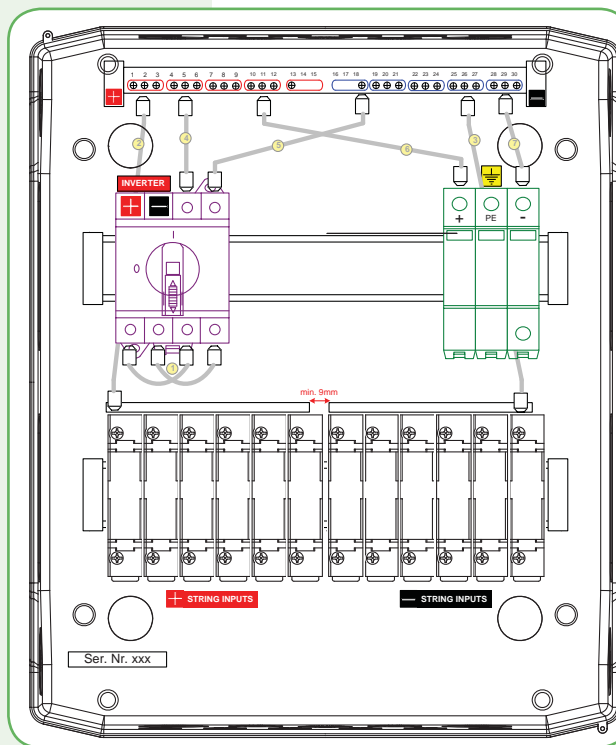 1 2 3 4 5 6 7 8 9 10 11 12 13 14 15 16 17 18 19 20 21 22 23 24 25 26 27 28 29 30
+ —
2 4 5 6 3 7
INVERTER
+ —
+ PE -
I
0
1
min. 9mm
+ STRING INPUTS — STRING INPUTS
Ser. Nr. xxx